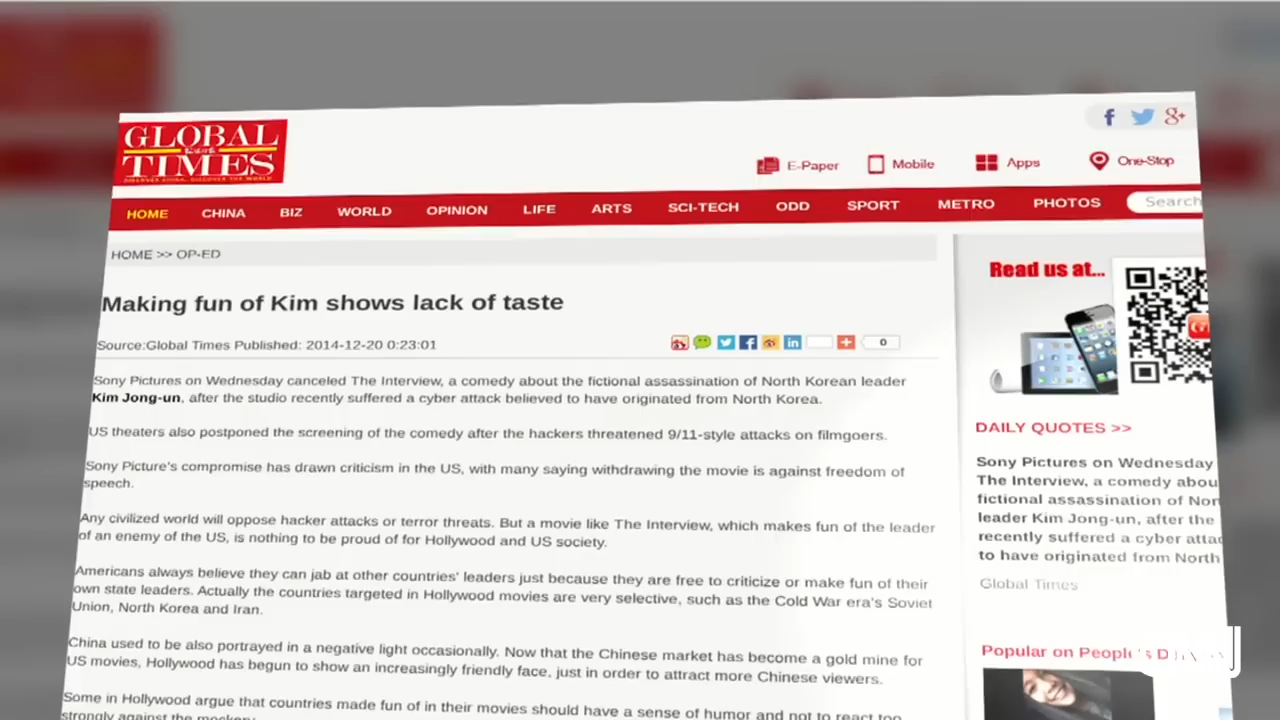 GLOBAL
TIMES
DISCOVER CHINA, DISCOVER THE WORLD
E-Paper Mobile Apps One-Stop
HOME CHINA BIZ WORLD OPINION LIFE ARTS SCI-TECH ODD SPORT METRO PHOTOS Search
HOME >> OP-ED
Making fun of Kim shows lack of taste
Source:Global Times Published: 2014-12-20 0:23:01
0
Sony Pictures on Wednesday canceled The Interview, a comedy about the fictional assassination of North Korean leader
Kim Jong-un, after the studio recently suffered a cyber attack believed to have originated from North Korea.
US theaters also postponed the screening of the comedy after the hackers threatened 9/11-style attacks on filmgoers.
Sony Picture's compromise has drawn criticism in the US, with many saying withdrawing the movie is against freedom of
speech.
Any civilized world will oppose hacker attacks or terror threats. But a movie like The Interview, which makes fun of the leader
of an enemy of the US, is nothing to be proud of for Hollywood and US society.
Americans always believe they can jab at other countries' leaders just because they are free to criticize or make fun of their
own state leaders. Actually the countries targeted in Hollywood movies are very selective, such as the Cold War era's Soviet
Union, North Korea and Iran.
China used to be also portrayed in a negative light occasionally. Now that the Chinese market has become a gold mine for
US movies, Hollywood has begun to show an increasingly friendly face, just in order to attract more Chinese viewers.
Some in Hollywood argue that countries made fun of in their movies should have a sense of humor and not to react too
strongly against the mockery.
Read us at...
DAILY QUOTES >>
Sony Pictures on Wednesday
The Interview, a comedy abou
fictional assassination of Nor
leader Kim Jong-un, after the
recently suffered a cyber attac
to have originated from North
Global Times
Popular on People's D